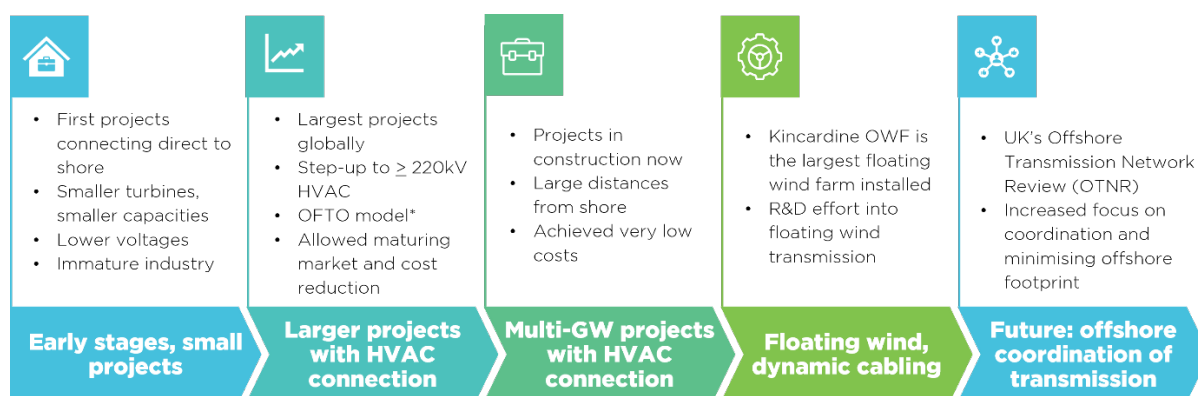 • First projects
connecting direct to
shore
• Smaller turbines,
smaller capacities
• Lower voltages
• Immature industry
Early stages, small
projects
• Largest projects
globally
• Step-up to ≥ 220kV
HVAC
• OFTO model*
• Allowed maturing
market and cost
reduction
Larger projects
with HVAC
connection
• Projects in
construction now
• Large distances
from shore
• Achieved very low
costs
Multi-GW projects
with HVAC
connection
• Kincardine OWF is
the largest floating
wind farm installed
• R&D effort into
floating wind
transmission
Floating wind,
dynamic cabling
• UK's Offshore
Transmission Network
Review (OTNR)
• Increased focus on
coordination and
minimising offshore
footprint
Future: offshore
coordination of
transmission